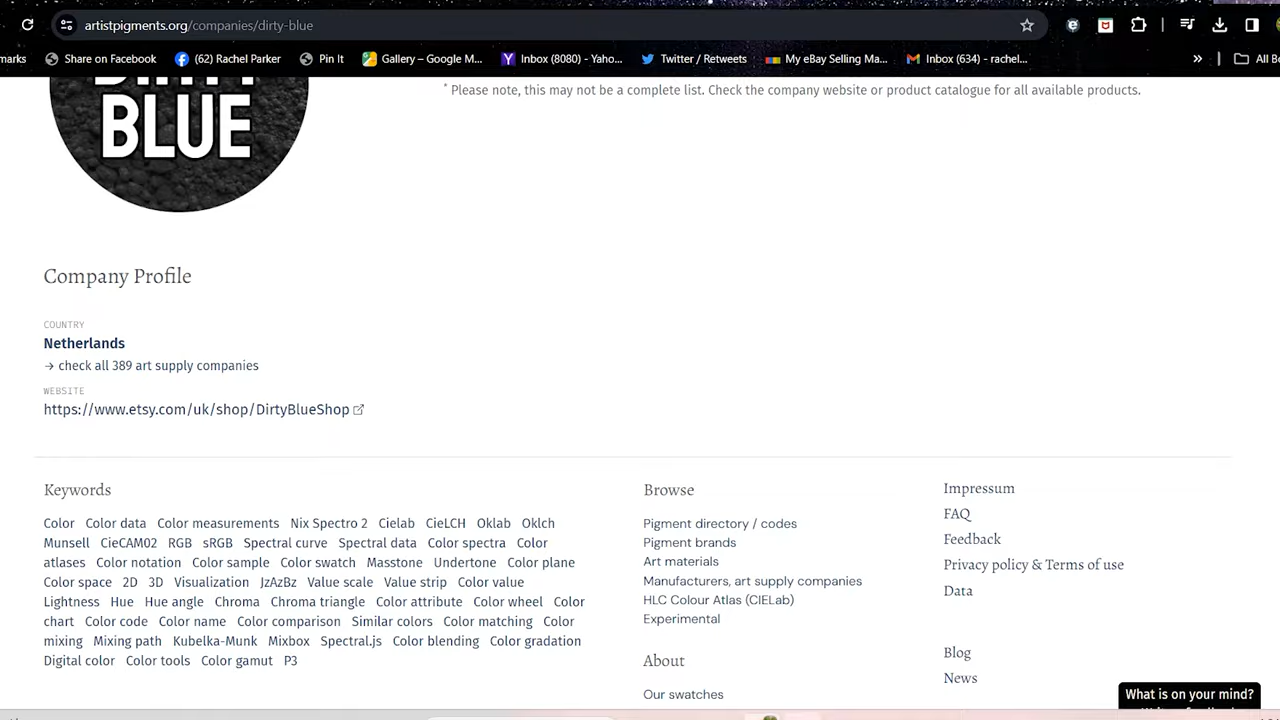 artistpigments.org/companies/dirty-blue
Share on Facebook (62) Rachel Parker Pin It Gallery – Google M... Inbox (8080) - Yaho... Twitter / Retweets My eBay Selling Ma... Inbox (634) - rachel... »
BLUE
* Please note, this may not be a complete list. Check the company website or product catalogue for all available products.
Company Profile
COUNTRY
Netherlands
→ check all 389 art supply companies
WEBSITE
https://www.etsy.com/uk/shop/DirtyBlueShop
Keywords
Color Color data Color measurements Nix Spectro 2 Cielab CieLCH Oklab Oklch
Munsell CieCAM02 RGB sRGB Spectral curve Spectral data Color spectra Color
atlases Color notation Color sample Color swatch Masstone Undertone Color plane
Color space 2D 3D Visualization JzAzBz Value scale Value strip Color value
Lightness Hue Hue angle Chroma Chroma triangle Color attribute Color wheel Color
chart Color code Color name Color comparison Similar colors Color matching Color
mixing Mixing path Kubelka-Munk Mixbox Spectral.js Color blending Color gradation
Digital color Color tools Color gamut P3
Browse
Pigment directory / codes
Pigment brands
Art materials
Manufacturers, art supply companies
HLC Colour Atlas (CIELab)
Experimental
About
Our swatches
Impressum
FAQ
Feedback
Privacy policy & Terms of use
Data
Blog
News
What is on your mind?